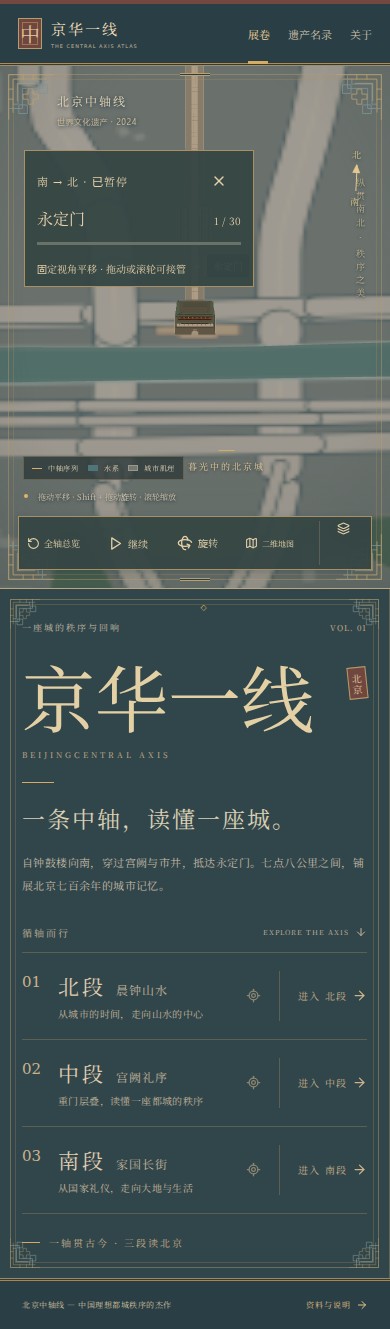 中
京华一线
THE CENTRAL AXIS ATLAS
展卷 遗产名录 关于
北京中轴线
世界文化遗产 · 2024
北
南
纵贯南北 · 秩序之美
南 → 北 · 已暂停
永定门
1 / 30
固定视角平移 · 拖动或滚轮可接管
中轴序列 水系 城市肌理
暮光中的北京城
拖动平移 · Shift + 拖动旋转 · 滚轮缩放
全轴总览 继续 旋转 二维地图
一座城的秩序与回响
VOL. 01
京华一线
北京
BEIJINGCENTRAL AXIS
一条中轴，读懂一座城。
自钟鼓楼向南，穿过宫阙与市井，抵达永定门。七点八公里之间，铺
展北京七百余年的城市记忆。
循轴而行
EXPLORE THE AXIS
01 北段 晨钟山水
从城市的时间，走向山水的中心
进入 北段
02 中段 宫阙礼序
重门层叠，读懂一座都城的秩序
进入 中段
03 南段 家国长街
从国家礼仪，走向大地与生活
进入 南段
一轴贯古今 · 三段读北京
北京中轴线 — 中国理想都城秩序的杰作
资料与说明